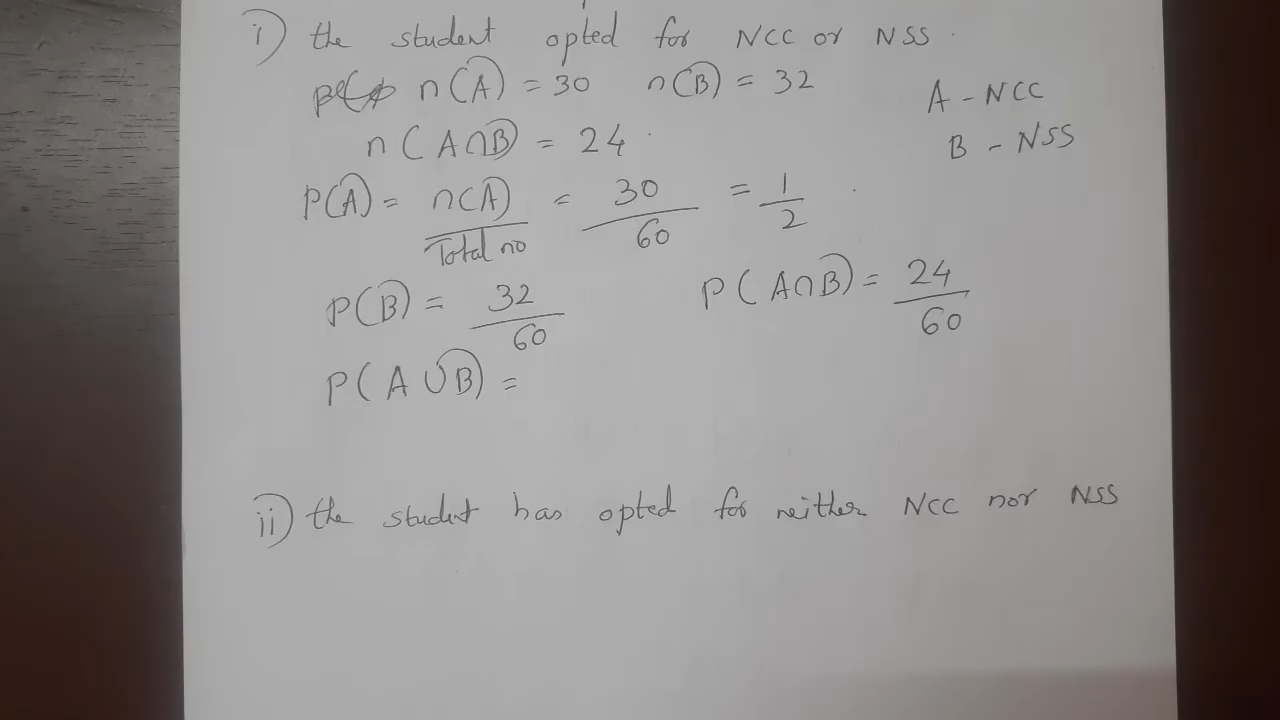 i) the student opted for NCC or NSS.
n(A) = 30 n(B) = 32
A - NCC
n(A∩B) = 24
B - NSS
P(A) = n(A)/Total no = 30/60 = 1/2
P(B) = 32/60 P(A∩B) = 24/60
P(A∪B) =
ii) the student has opted for neither NCC nor NSS